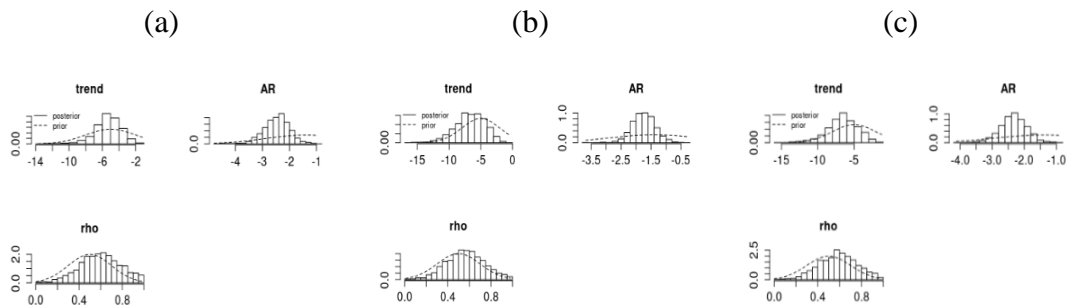 (a) (b) (c)
trend AR trend AR trend AR
posterior
prior
0.00
-14 -10 -6 -2
-4 -3 -2 -1
posterior
prior
0.00
-15 -10 -5 0
0.0 1.0
-3.5 -2.5 -1.5 -0.5
posterior
prior
0.00
-15 -10 -5
0.0 1.0
-4.0 -3.0 -2.0 -1.0
rho rho rho
0.0 2.0
0.0 0.4 0.8
0.0
0.0 0.4 0.8
0.0 2.5
0.0 0.4 0.8